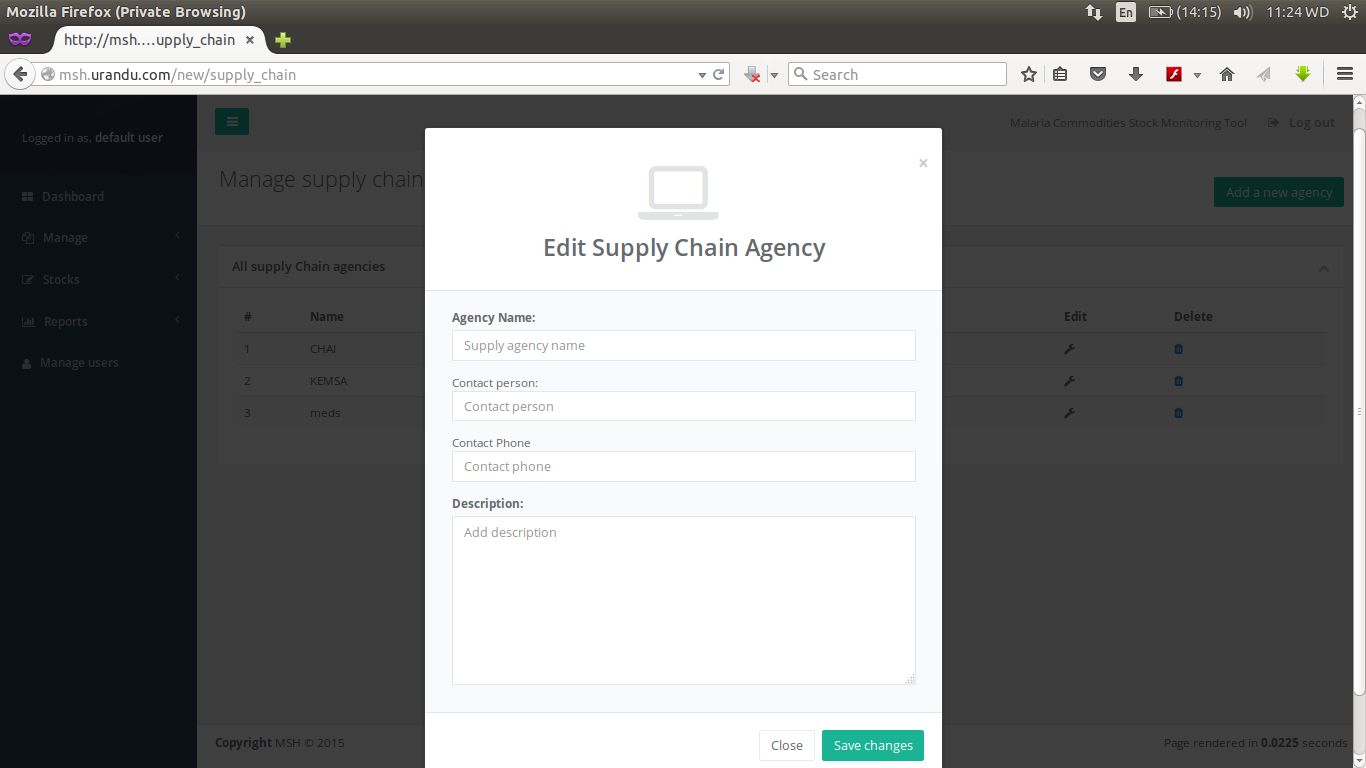 Mozilla Firefox (Private Browsing)
En
(14:15)
11:24 WD
http://msh....upply_chain
msh.urandu.com/new/supply_chain
Search
Logged in as, default user
Malaria Commodities Stock Monitoring Tool
Log out
Manage supply chain
Add a new agency
Dashboard
Manage
Stocks
Reports
Manage users
All supply Chain agencies
# Name Edit Delete
1 CHAI
2 KEMSA
3 meds
×
Edit Supply Chain Agency
Agency Name:
Supply agency name
Contact person:
Contact person
Contact Phone
Contact phone
Description:
Add description
Close
Save changes
Copyright MSH © 2015
Page rendered in 0.0225 seconds